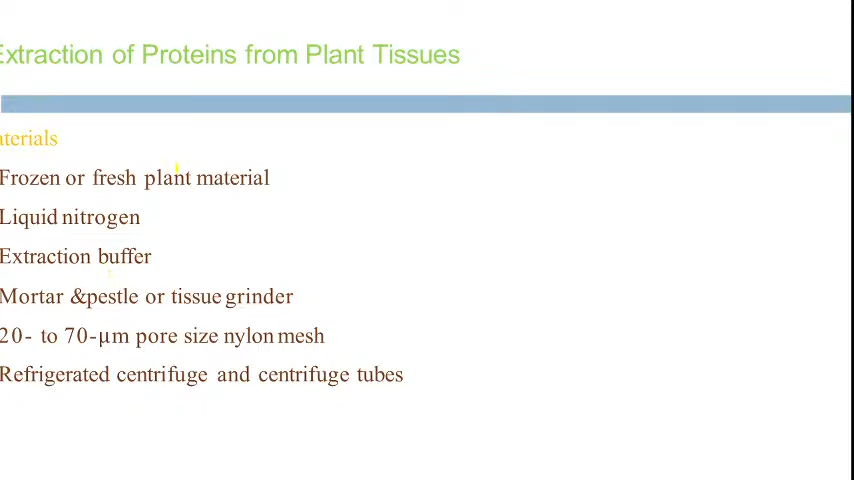 Extraction of Proteins from Plant Tissues
aterials
Frozen or fresh plant material
Liquid nitrogen
Extraction buffer
Mortar &pestle or tissue grinder
20- to 70-μm pore size nylon mesh
Refrigerated centrifuge and centrifuge tubes